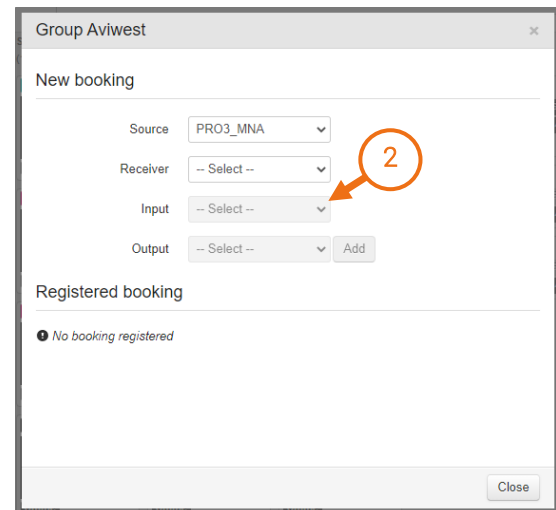 Group Aviwest ×
New booking
Source PRO3_MNA
Receiver -- Select --
2
Input -- Select --
Output -- Select -- Add
Registered booking
No booking registered
Close